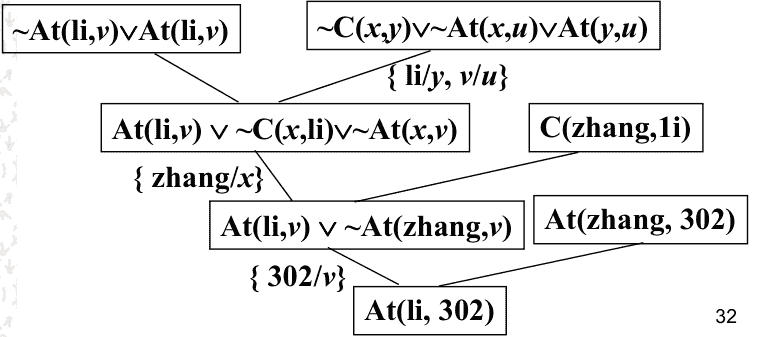 ~At(li,v)∨At(li,v)
~C(x,y)∨~At(x,u)∨At(y,u)
{ li/y, v/u}
At(li,v) ∨ ~C(x,li)∨~At(x,v)
C(zhang,1i)
{ zhang/x}
At(li,v) ∨ ~At(zhang,v)
At(zhang, 302)
{ 302/v}
At(li, 302)
32